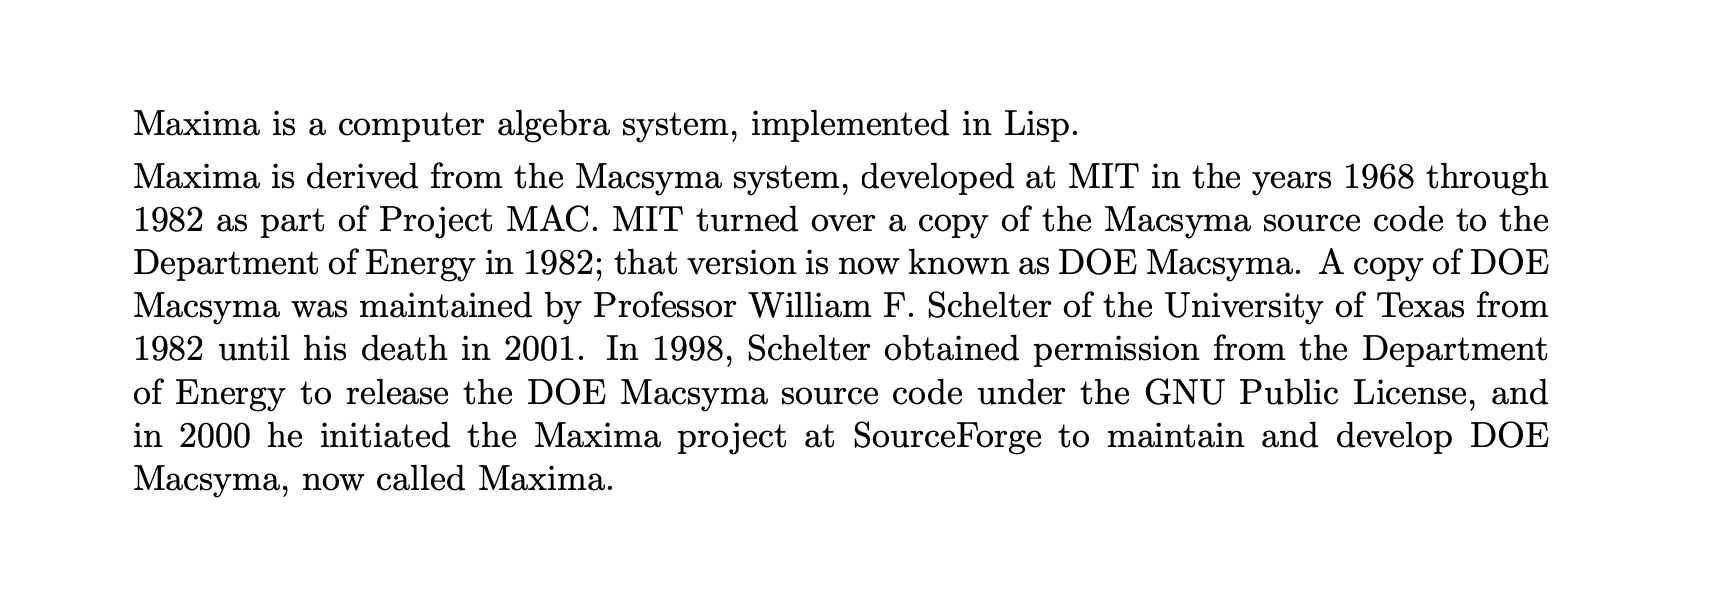 Maxima is a computer algebra system, implemented in Lisp.
Maxima is derived from the Macsyma system, developed at MIT in the years 1968 through
1982 as part of Project MAC. MIT turned over a copy of the Macsyma source code to the
Department of Energy in 1982; that version is now known as DOE Macsyma. A copy of DOE
Macsyma was maintained by Professor William F. Schelter of the University of Texas from
1982 until his death in 2001. In 1998, Schelter obtained permission from the Department
of Energy to release the DOE Macsyma source code under the GNU Public License, and
in 2000 he initiated the Maxima project at SourceForge to maintain and develop DOE
Macsyma, now called Maxima.